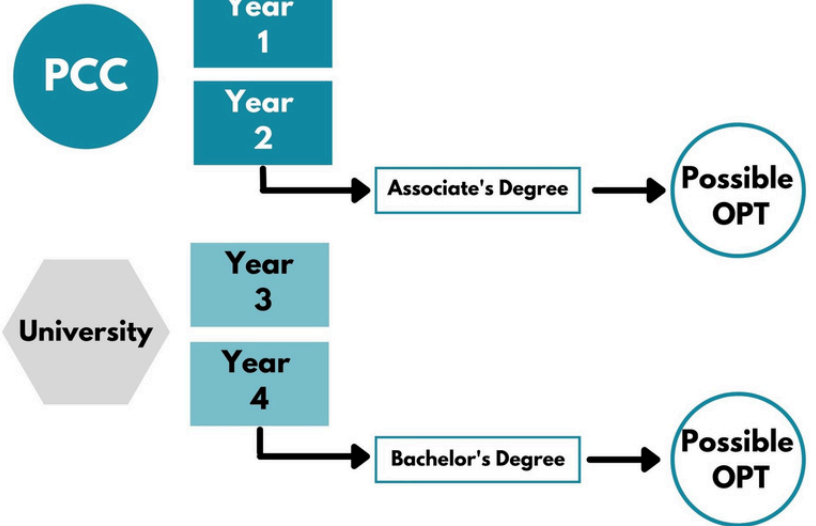 Year
1
PCC
Year
2
Associate's Degree
Possible
OPT
Year
3
University
Year
4
Bachelor's Degree
Possible
OPT